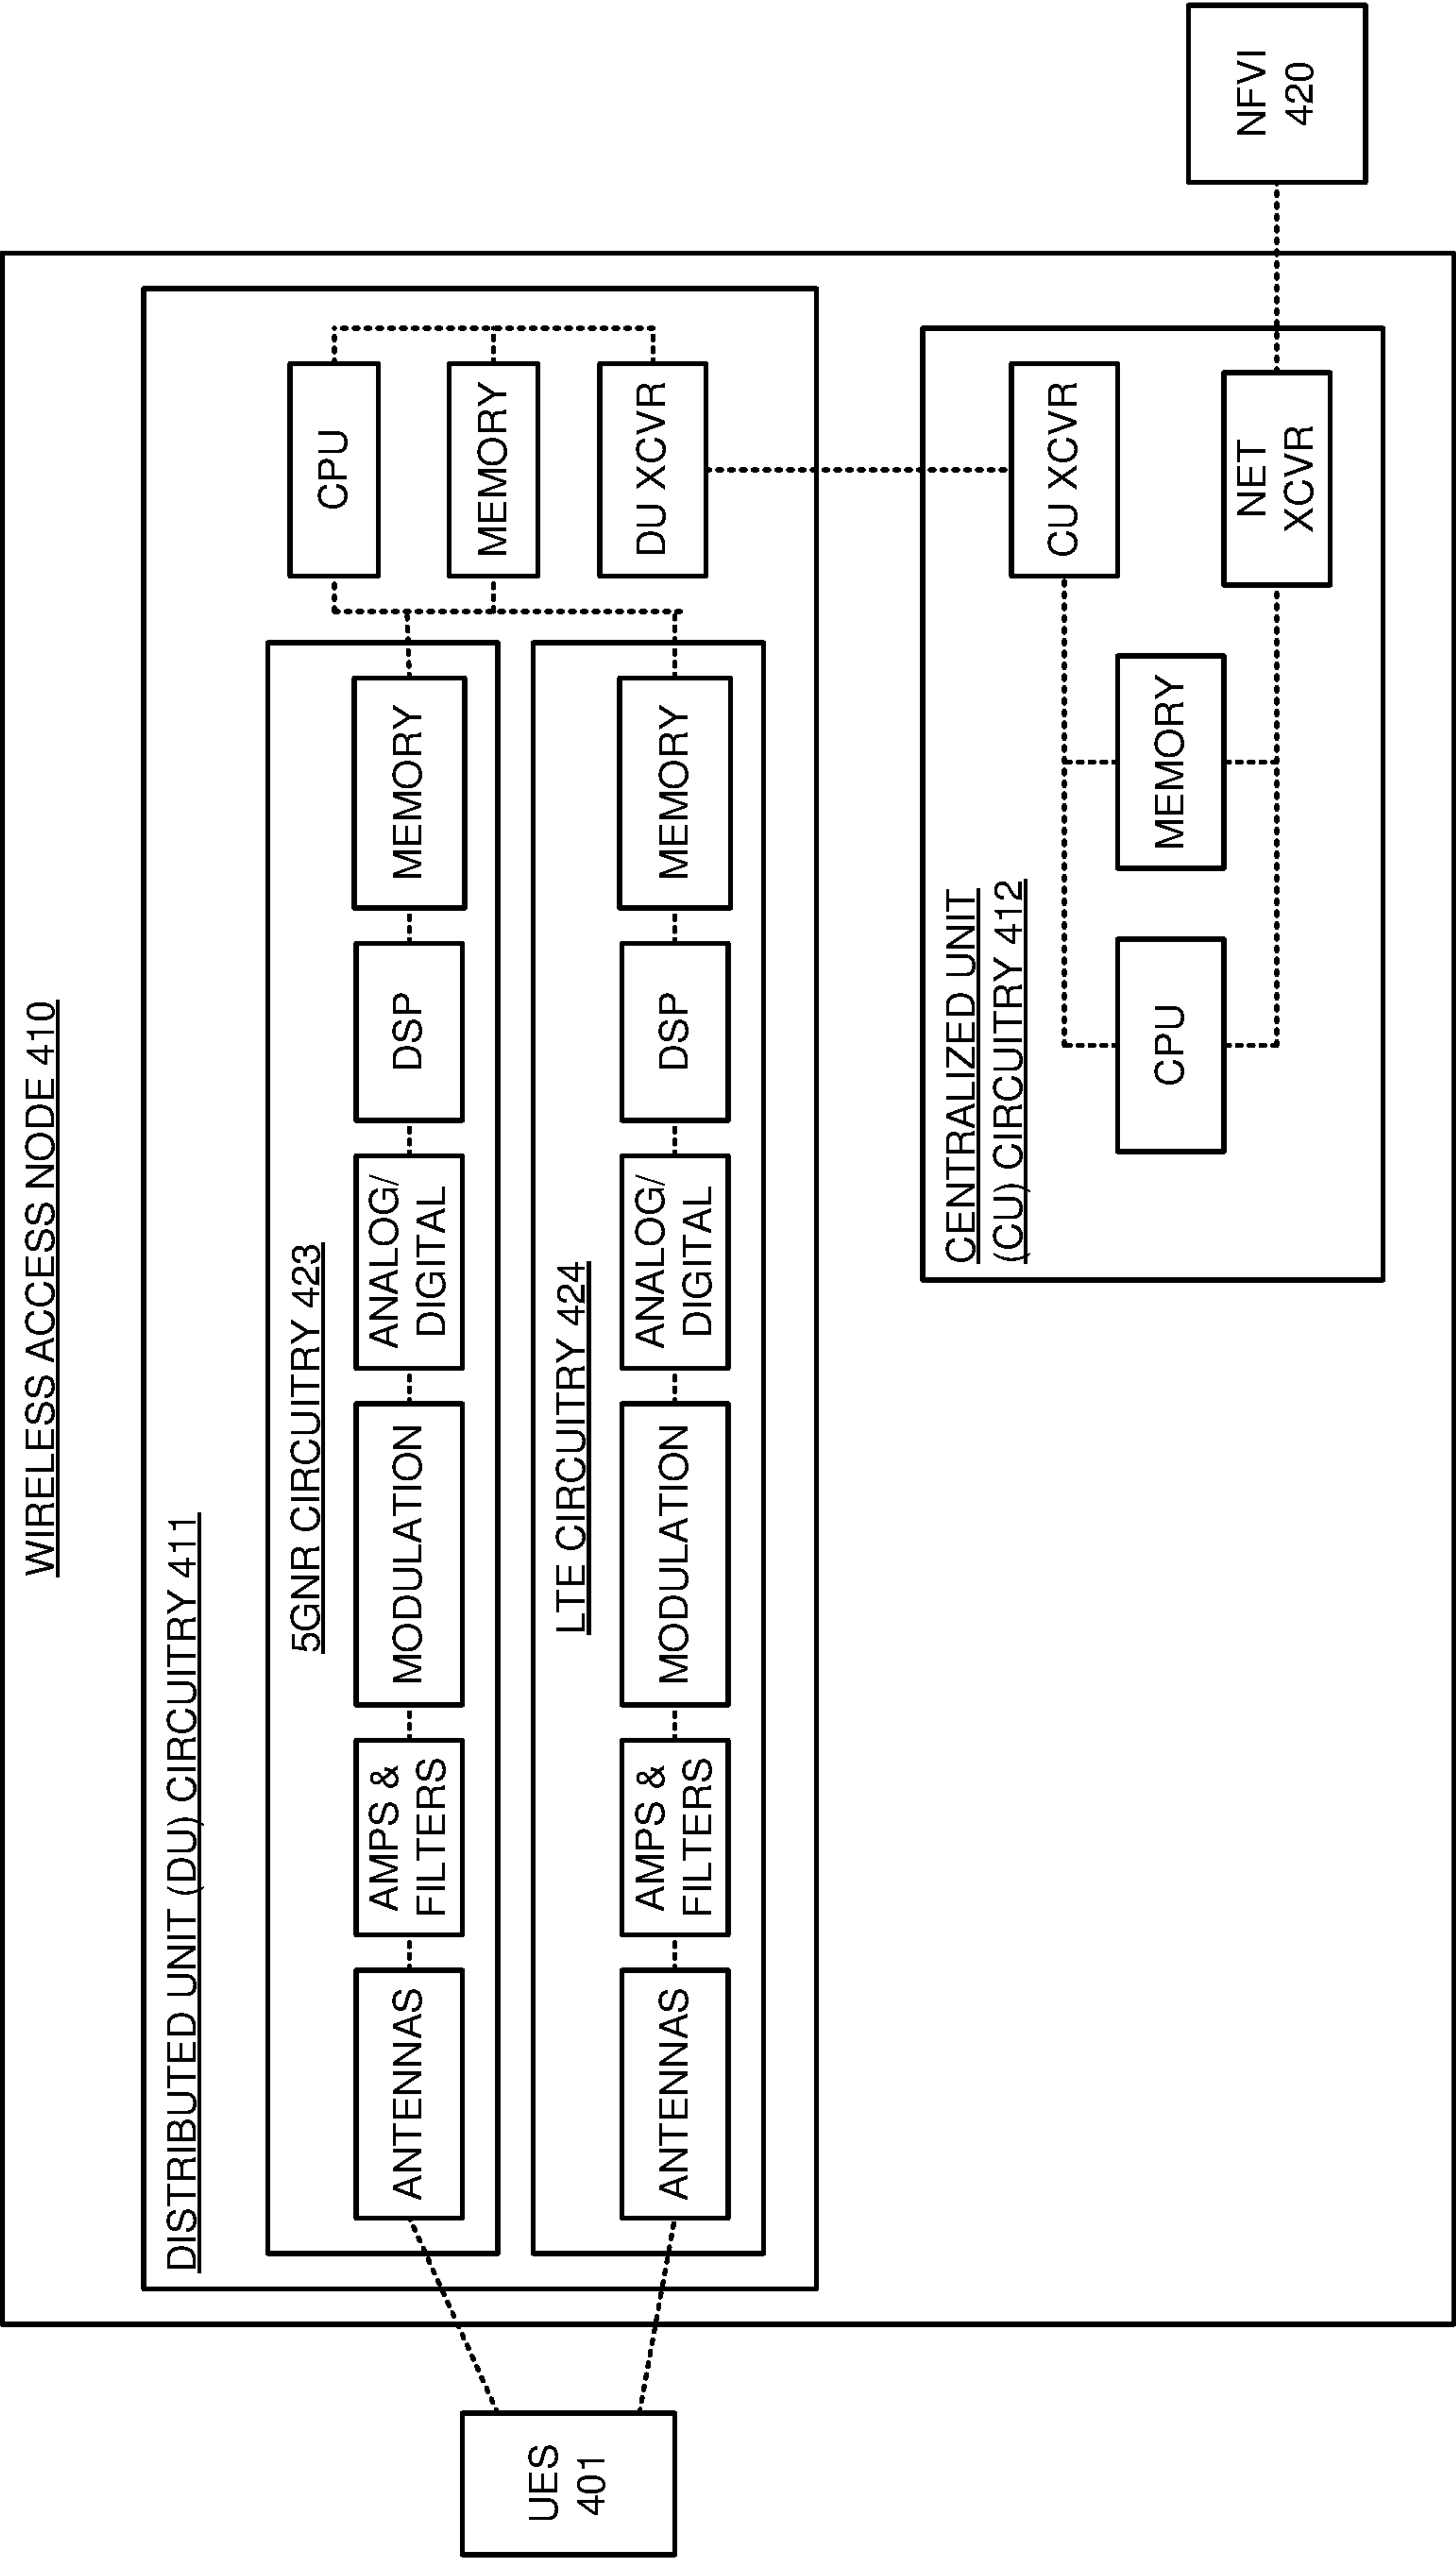 WIRELESS ACCESS NODE 410
DISTRIBUTED UNIT (DU) CIRCUITRY 411
5GNR CIRCUITRY 423
ANTENNAS
AMPS &
FILTERS
MODULATION
ANALOG/
DIGITAL
DSP
MEMORY
LTE CIRCUITRY 424
ANTENNAS
AMPS &
FILTERS
MODULATION
ANALOG/
DIGITAL
DSP
MEMORY
CPU
MEMORY
DU XCVR
UES
401
CENTRALIZED UNIT
(CU) CIRCUITRY 412
CPU
MEMORY
CU XCVR
NET
XCVR
NFVI
420